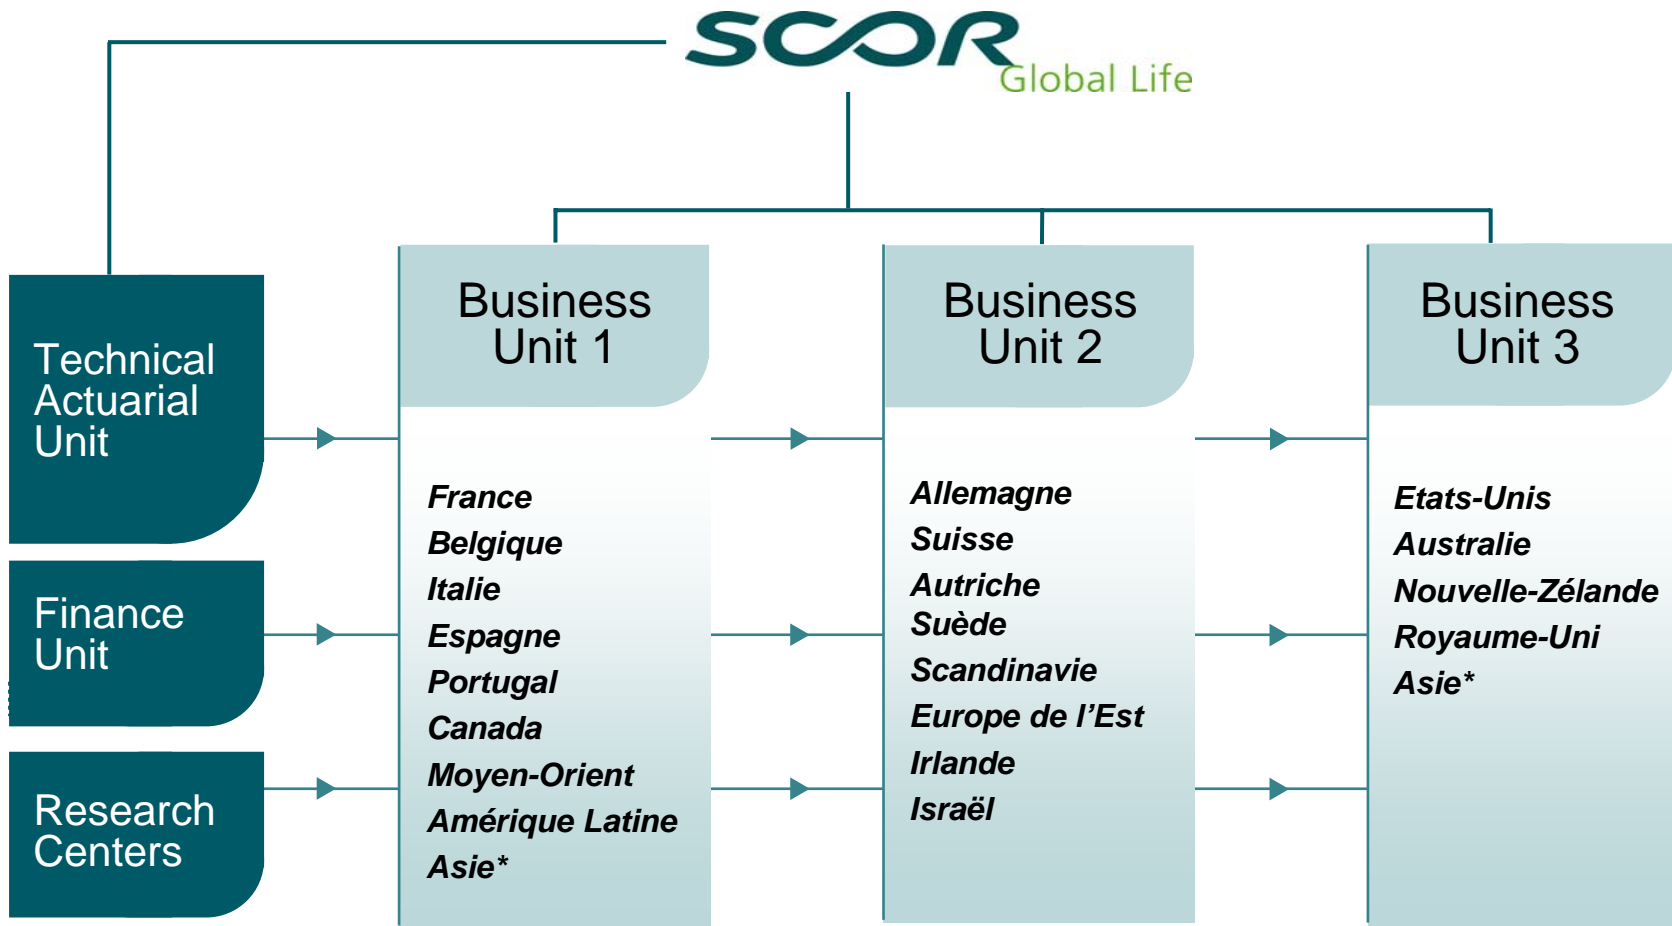 SCOR
Global Life
Technical
Actuarial
Unit
Finance
Unit
Research
Centers
Business
Unit 1
France
Belgique
Italie
Espagne
Portugal
Canada
Moyen-Orient
Amérique Latine
Asie*
Business
Unit 2
Allemagne
Suisse
Autriche
Suède
Scandinavie
Europe de l’Est
Irlande
Israël
Business
Unit 3
Etats-Unis
Australie
Nouvelle-Zélande
Royaume-Uni
Asie*